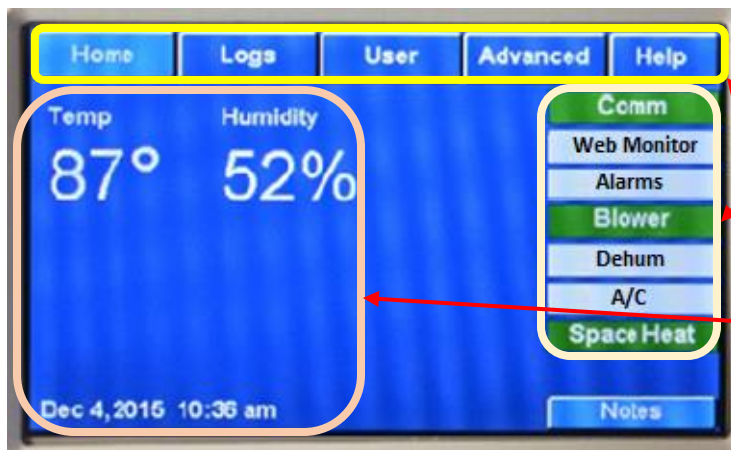 Home Logs User Advanced Help
Temp Humidity
87° 52%
Comm
Web Monitor
Alarms
Blower
Dehum
A/C
Space Heat
Dec 4, 2015 10:36 am
Notes